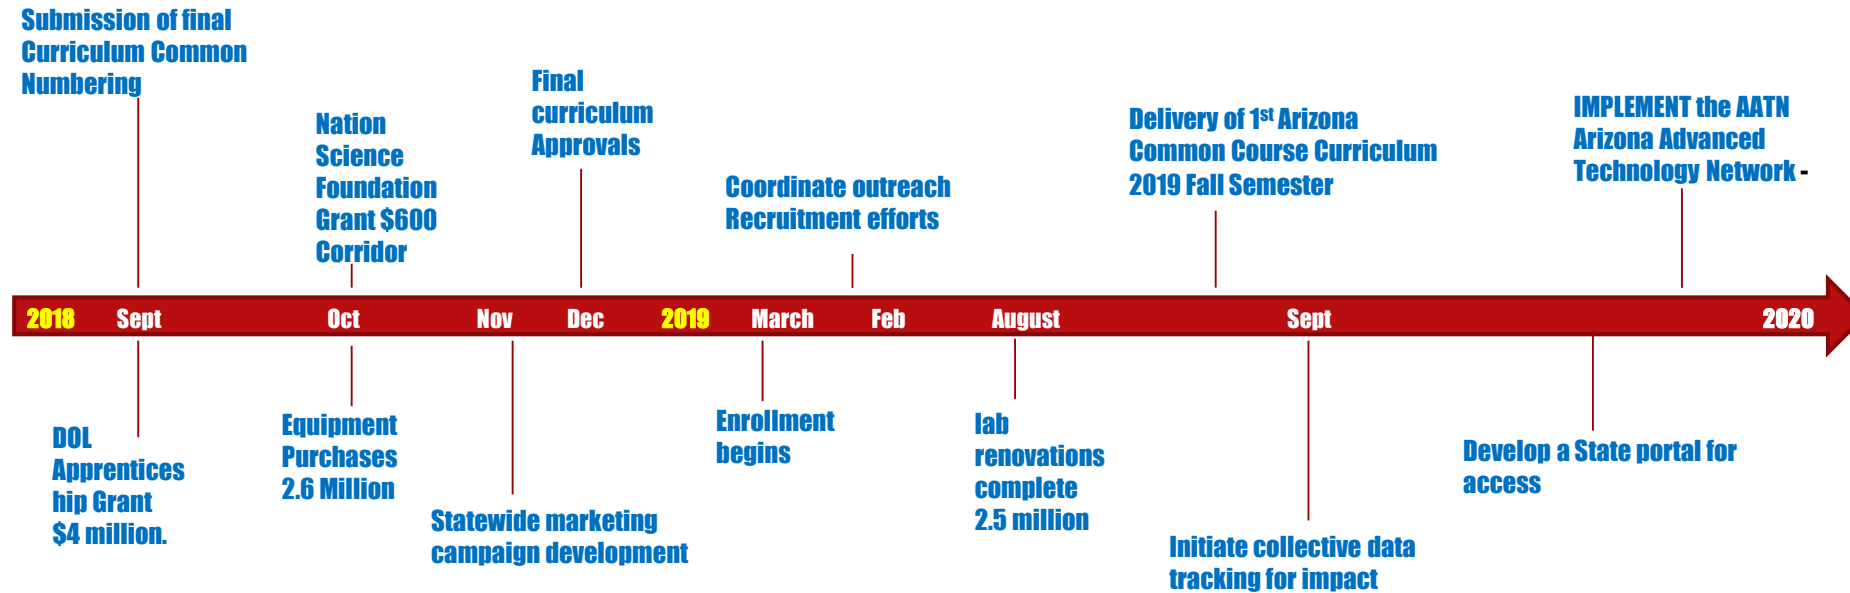 Submission of final
Curriculum Common
Numbering
Nation
Science
Foundation
Grant $600
Corridor
Final
curriculum
Approvals
Coordinate outreach
Recruitment efforts
Delivery of 1st Arizona
Common Course Curriculum
2019 Fall Semester
IMPLEMENT the AATN
Arizona Advanced
Technology Network -
2018 Sept Oct Nov Dec 2019 March Feb August Sept 2020
DOL
Apprentices
hip Grant
$4 million.
Equipment
Purchases
2.6 Million
Statewide marketing
campaign development
Enrollment
begins
lab
renovations
complete
2.5 million
Initiate collective data
tracking for impact
Develop a State portal for
access